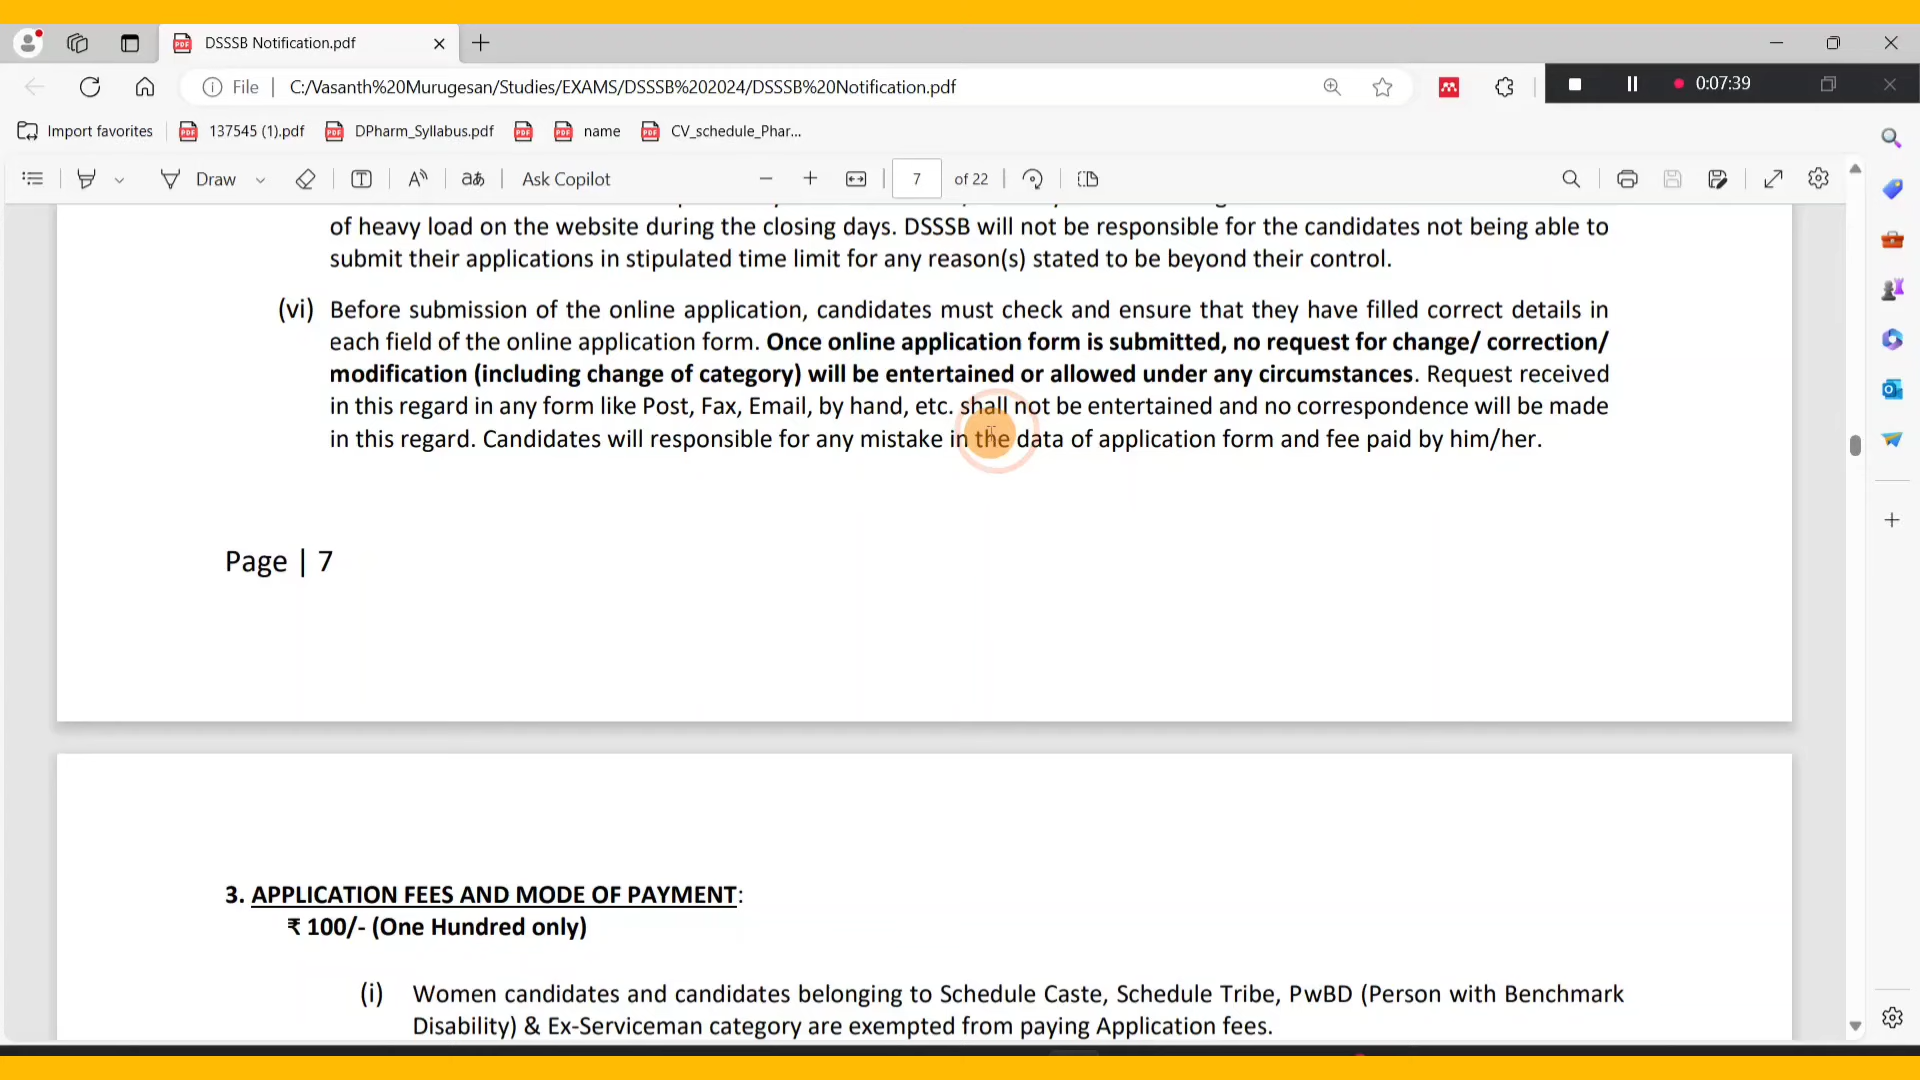 DSSSB Notification.pdf
File
C:/Vasanth%20Murugesan/Studies/EXAMS/DSSSB%202024/DSSSB%20Notification.pdf
0:07:39
Import favorites
137545 (1).pdf
DPharm_Syllabus.pdf
name
CV_schedule_Phar...
Draw
Ask Copilot
7
of 22
of heavy load on the website during the closing days. DSSSB will not be responsible for the candidates not being able to
submit their applications in stipulated time limit for any reason(s) stated to be beyond their control.
(vi) Before submission of the online application, candidates must check and ensure that they have filled correct details in
each field of the online application form. Once online application form is submitted, no request for change/ correction/
modification (including change of category) will be entertained or allowed under any circumstances. Request received
in this regard in any form like Post, Fax, Email, by hand, etc. shall not be entertained and no correspondence will be made
in this regard. Candidates will responsible for any mistake in the data of application form and fee paid by him/her.
Page | 7
3. APPLICATION FEES AND MODE OF PAYMENT:
₹ 100/- (One Hundred only)
(i) Women candidates and candidates belonging to Schedule Caste, Schedule Tribe, PwBD (Person with Benchmark
Disability) & Ex-Serviceman category are exempted from paying Application fees.